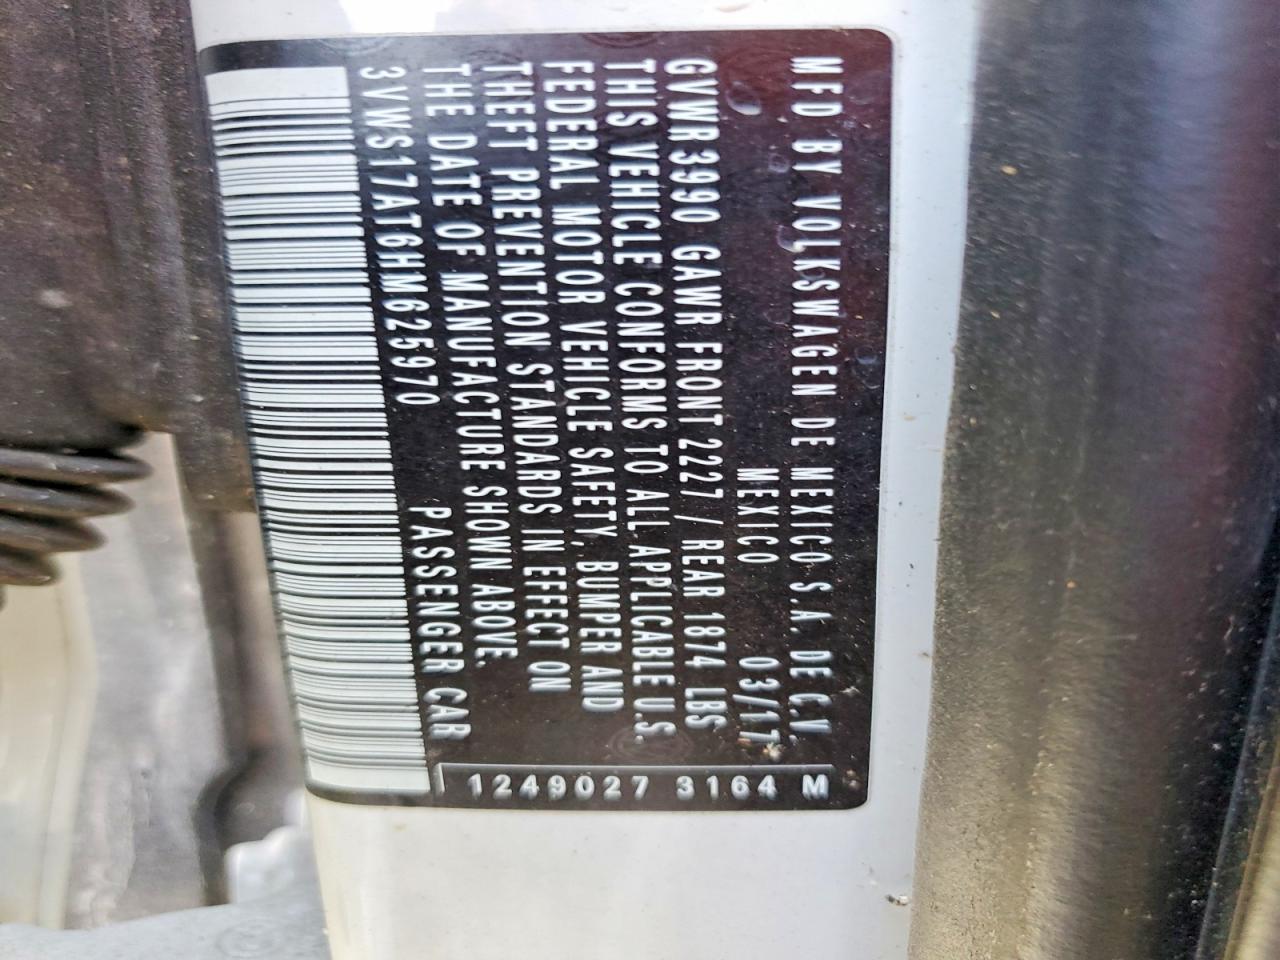 MFD BY VOLKSWAGEN DE MEXICO S.A. DE C.V.
MEXICO 03/17
GVWR 3990 GAWR FRONT 2227 / REAR 1874 LBS
THIS VEHICLE CONFORMS TO ALL APPLICABLE U.S.
FEDERAL MOTOR VEHICLE SAFETY, BUMPER AND
THEFT PREVENTION STANDARDS IN EFFECT ON
THE DATE OF MANUFACTURE SHOWN ABOVE.
3VWS17AT6HM625970 PASSENGER CAR
1249027 3164 M